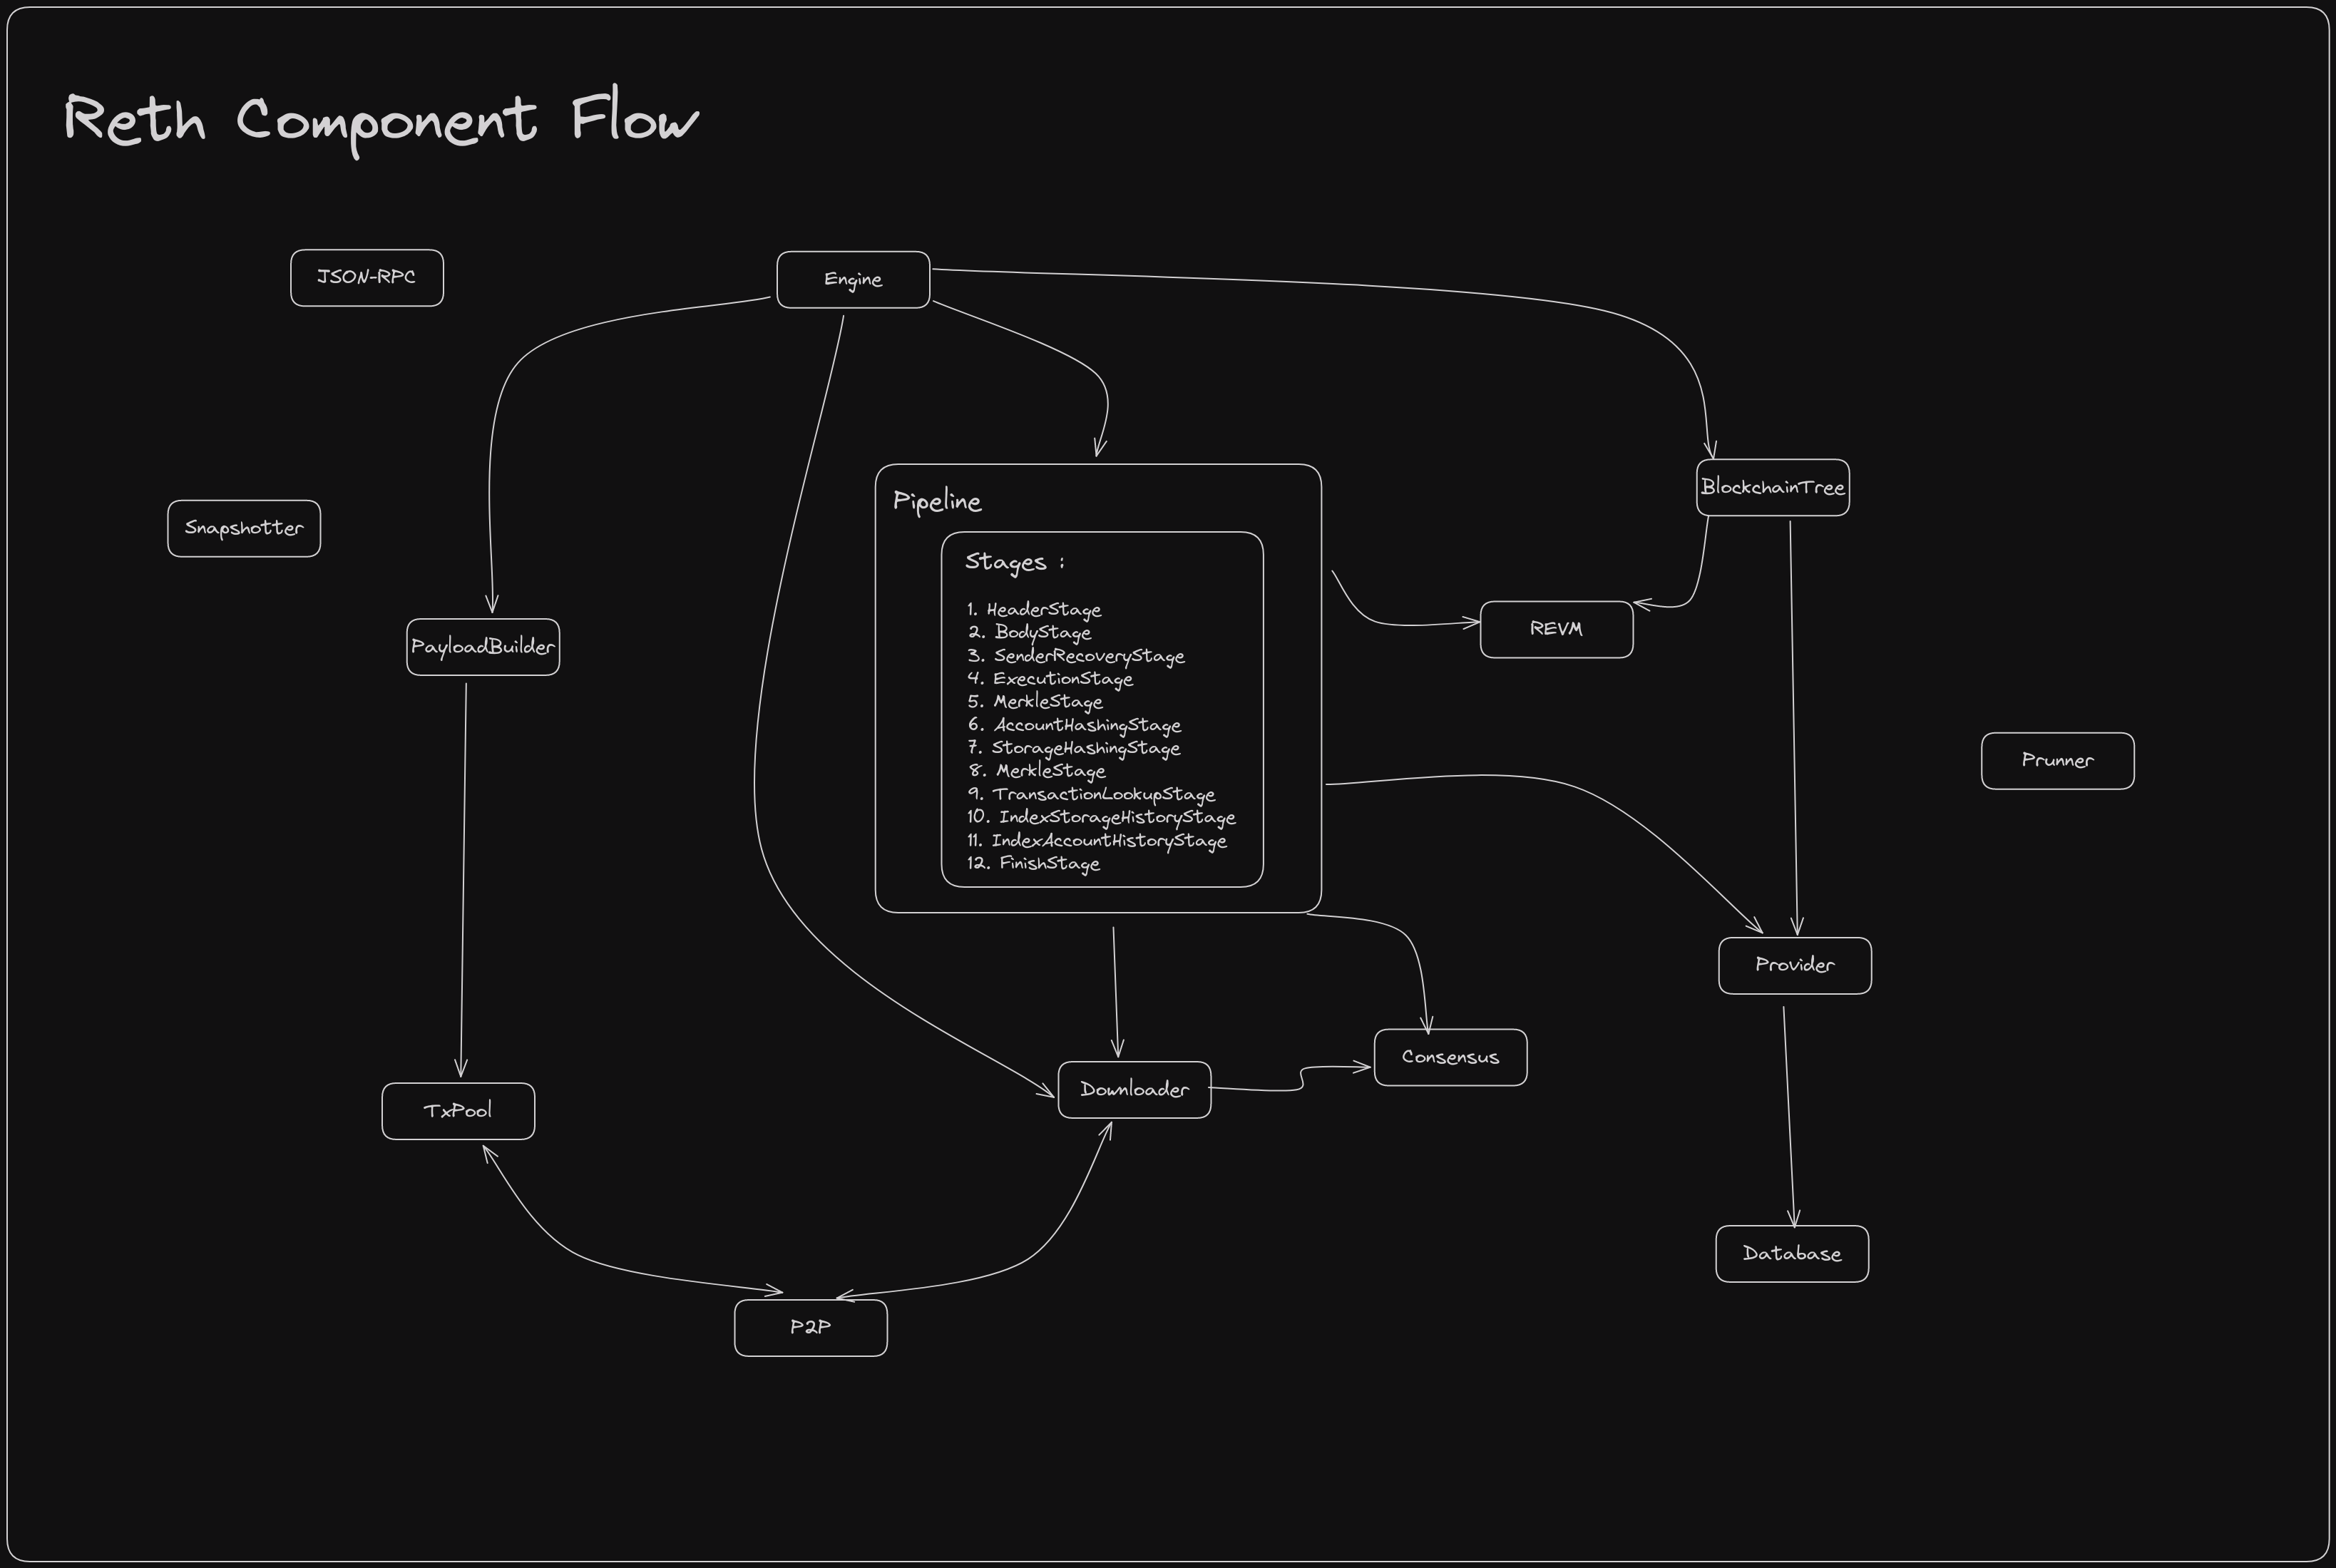 Reth Component Flow
JSON-RPC
Engine
Pipeline
BlockchainTree
Snapshotter
Stages :
1. HeaderStage
2. BodyStage
3. SenderRecoveryStage
4. ExecutionStage
5. MerkleStage
6. AccountHashingStage
7. StorageHashingStage
8. MerkleStage
9. TransactionLookupStage
10. IndexStorageHistoryStage
11. IndexAccountHistoryStage
12. FinishStage
REVM
PayloadBuilder
Prunner
Provider
Consensus
Downloader
TxPool
Database
P2P